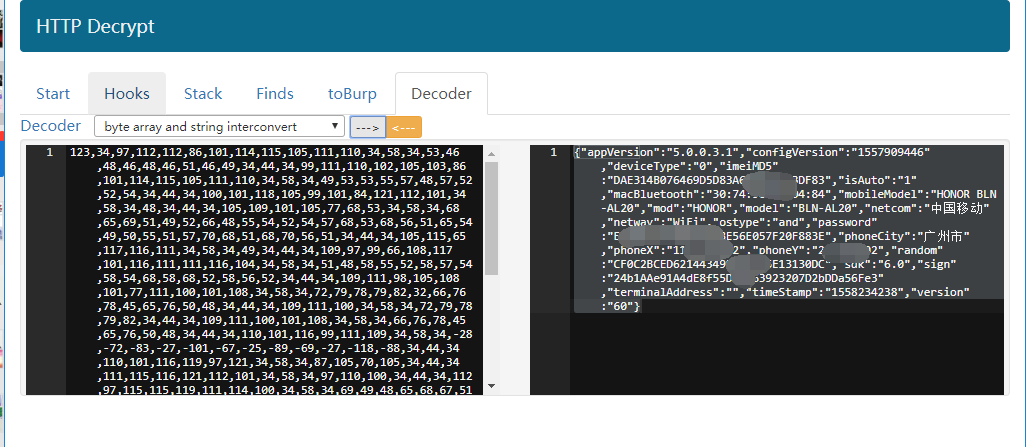 HTTP Decrypt
Start Hooks Stack Finds toBurp Decoder
Decoder byte array and string interconvert ---> <---
1 123,34,97,112,112,86,101,114,115,105,111,110,34,58,34,53,46
,48,46,48,46,51,46,49,34,44,34,99,111,110,102,105,103,86
,101,114,115,105,111,110,34,58,34,49,53,53,55,57,48,57,52
,52,54,34,44,34,100,101,118,105,99,101,84,121,112,101,34
,58,34,48,34,44,34,105,109,101,105,77,68,53,34,58,34,68
,65,69,51,49,52,66,48,55,54,52,54,57,68,53,68,56,51,65,54
,49,50,55,51,57,70,68,51,68,70,56,51,34,44,34,105,115,65
,117,116,111,34,58,34,49,34,44,34,109,97,99,66,108,117
,101,116,111,111,116,104,34,58,34,51,48,58,55,52,58,57,54
,58,54,68,58,68,52,58,56,52,34,44,34,109,111,98,105,108
,101,77,111,100,101,108,34,58,34,72,79,78,79,82,32,66,76
,78,45,65,76,50,48,34,44,34,109,111,100,34,58,34,72,79,78
,79,82,34,44,34,109,111,100,101,108,34,58,34,66,76,78,45
,65,76,50,48,34,44,34,110,101,116,99,111,109,34,58,34,-28
,-72,-83,-27,-101,-67,-25,-89,-69,-27,-118,-88,34,44,34
,110,101,116,119,97,121,34,58,34,87,105,70,105,34,44,34
,111,115,116,121,112,101,34,58,34,97,110,100,34,44,34,112
,97,115,115,119,111,114,100,34,58,34,69,49,48,65,68,67,51
1 {"appVersion":"5.0.0.3.1","configVersion":"1557909446"
,"deviceType":"0","imeiMD5"
:"DAE314B076469D5D83A6 DF83","isAuto":"1"
,"macBluetooth":"30:74: 4:84","mobileModel":"HONOR BLN
-AL20","mod":"HONOR","model":"BLN-AL20","netcom":"中国移动"
,"netway":"WiFi","ostype":"and","password"
:"E E56E057F20F883E","phoneCity":"广州市"
,"phoneX":"11 2","phoneY":"2 02","random"
:"CF0C2BCED62144349 E13130DC","suk":"6.0","sign"
:"24b1AAe91A4dE8f55D 3923207D2bDDa56Fe3"
,"terminalAddress":"","timeStamp":"1558234238","version"
:"60"}